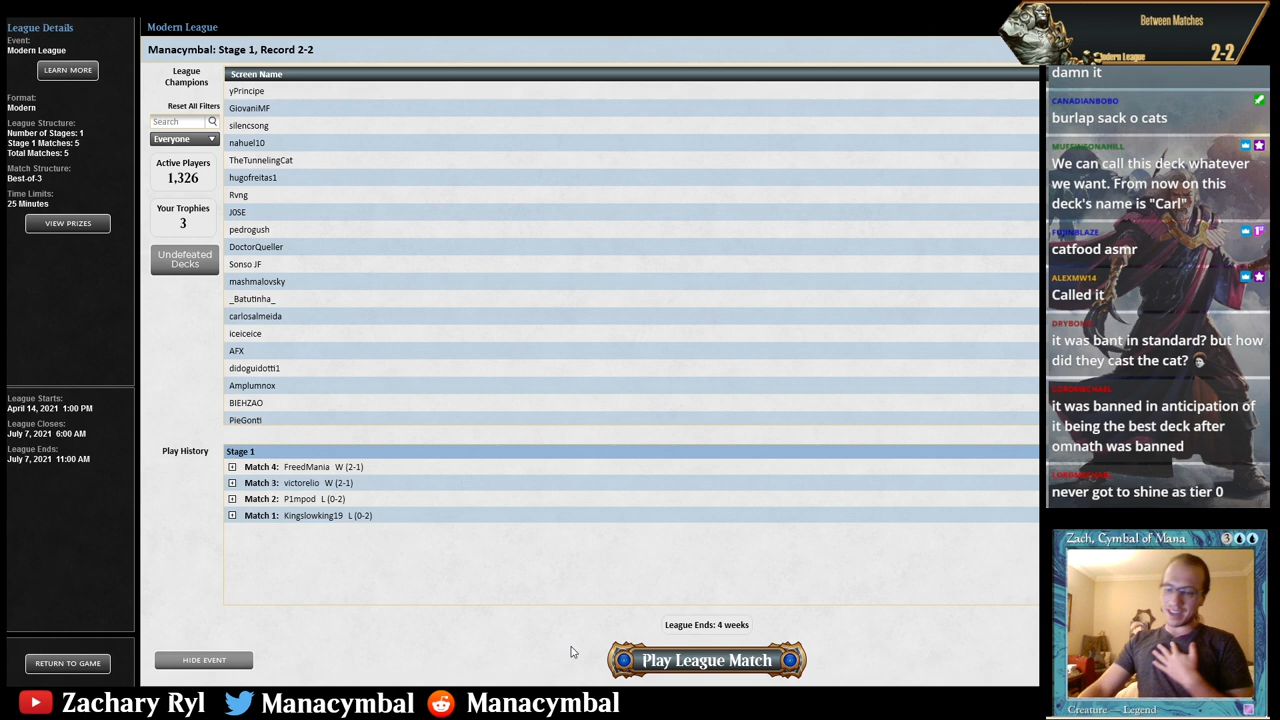 League Details
Event:
Modern League
LEARN MORE
Format:
Modern
League Structure:
Number of Stages: 1
Stage 1 Matches: 5
Total Matches: 5
Match Structure:
Best-of-3
Time Limits:
25 Minutes
VIEW PRIZES
League Starts:
April 14, 2021 1:00 PM
League Closes:
July 7, 2021 6:00 AM
League Ends:
July 7, 2021 11:00 AM
RETURN TO GAME
Modern League
Manacymbal: Stage 1, Record 2-2
League
Champions
Reset All Filters
Search
Everyone
Active Players
1,326
Your Trophies
3
Undefeated
Decks
Screen Name
yPrincipe
GiovaniMF
silencsong
nahuel10
TheTunnelingCat
hugofreitas1
Rvng
J0SE
pedrogush
DoctorQueller
Sonso JF
mashmalovsky
_Batutinha_
carlosalmeida
iceiceice
AFX
didoguidotti1
Amplumnox
BIEHZAO
PieGonti
Play History
Stage 1
Match 4: FreedMania W (2-1)
Match 3: victorelio W (2-1)
Match 2: P1mpod L (0-2)
Match 1: Kingslowking19 L (0-2)
League Ends: 4 weeks
HIDE EVENT
Play League Match
Between Matches
Modern League
2-2
damn it
CANADIANBOBO
burlap sack o cats
We can call this deck whatever
we want. From now on this
deck's name is "Carl"
FUJINBLAZE
catfood asmr
ALEXMW14
Called it
it was bant in standard? but how
did they cast the cat?
it was banned in anticipation of
it being the best deck after
omnath was banned
never got to shine as tier 0
Zach, Cymbal of Mana 3
Creature — Legend
Zachary Ryl
Manacymbal
Manacymbal